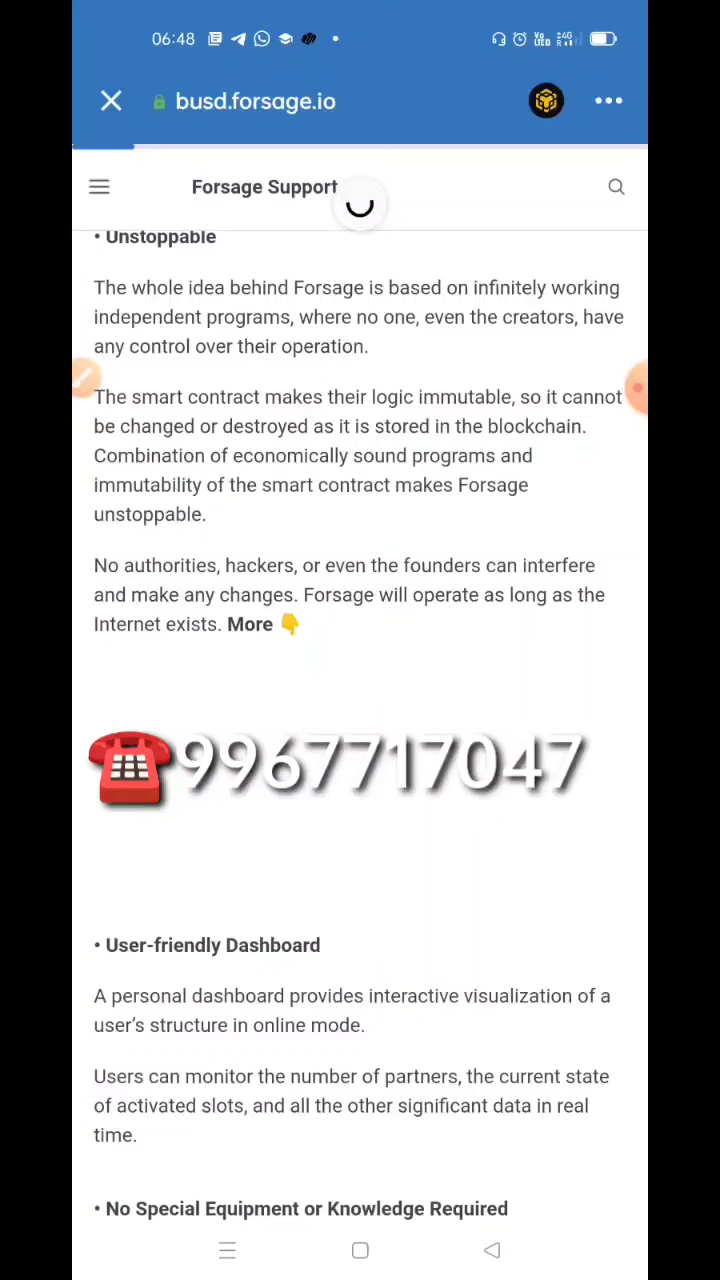 06:48
Vo LTED 4G R
busd.forsage.io
Forsage Support
• Unstoppable
The whole idea behind Forsage is based on infinitely working
independent programs, where no one, even the creators, have
any control over their operation.
The smart contract makes their logic immutable, so it cannot
be changed or destroyed as it is stored in the blockchain.
Combination of economically sound programs and
immutability of the smart contract makes Forsage
unstoppable.
No authorities, hackers, or even the founders can interfere
and make any changes. Forsage will operate as long as the
Internet exists. More 👇
☎️9967717047
• User-friendly Dashboard
A personal dashboard provides interactive visualization of a
user’s structure in online mode.
Users can monitor the number of partners, the current state
of activated slots, and all the other significant data in real
time.
• No Special Equipment or Knowledge Required